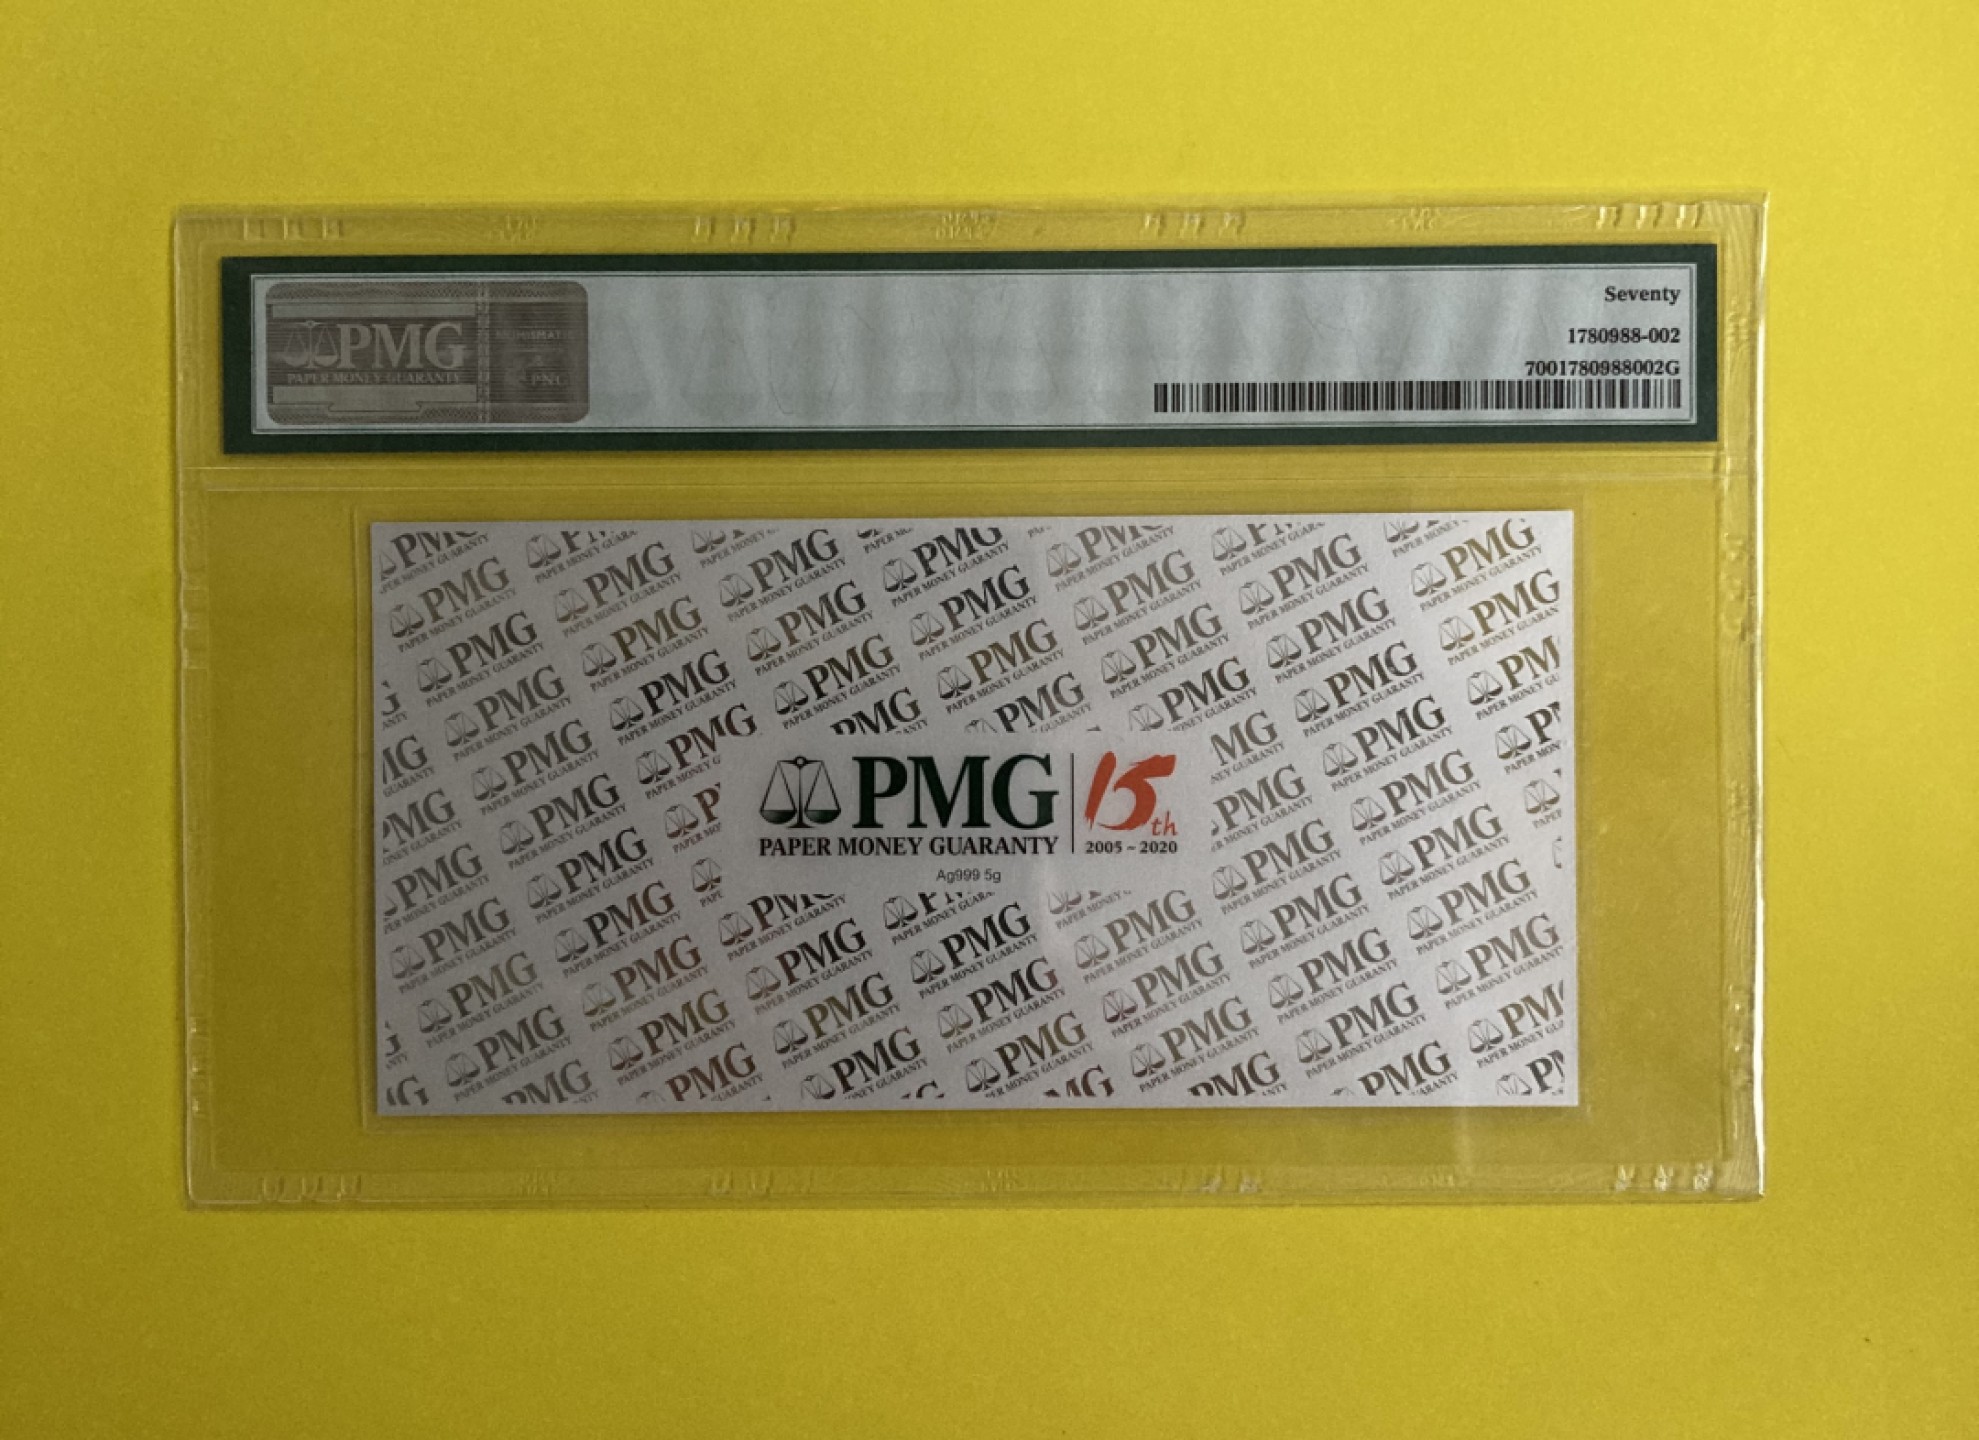 PMG
PAPER MONEY GUARANTY
Seventy
1780988-002
7001780988002G
PMG
PAPER MONEY GUARANTY
15th
2005 ~ 2020
Ag999 5g